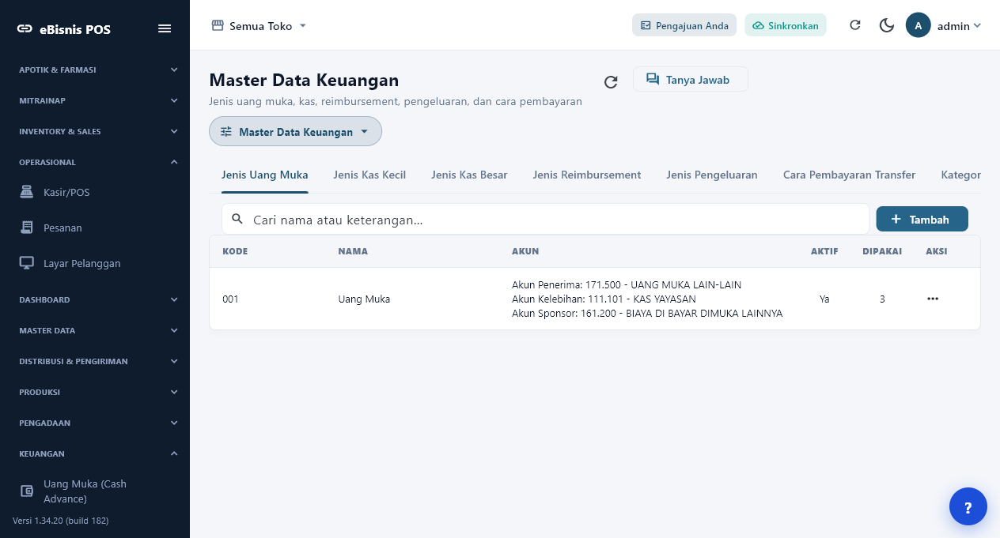 eBisnis POS
APOTIK & FARMASI
MITRAINAP
INVENTORY & SALES
OPERASIONAL
Kasir/POS
Pesanan
Layar Pelanggan
DASHBOARD
MASTER DATA
DISTRIBUSI & PENGIRIMAN
PRODUKSI
PENGADAAN
KEUANGAN
Uang Muka (Cash
Advance)
Versi 1.34.20 (build 182)
Semua Toko
Pengajuan Anda
Sinkronkan
A
admin
Master Data Keuangan
Jenis uang muka, kas, reimbursement, pengeluaran, dan cara pembayaran
Tanya Jawab
Master Data Keuangan
Jenis Uang Muka
Jenis Kas Kecil
Jenis Kas Besar
Jenis Reimbursement
Jenis Pengeluaran
Cara Pembayaran Transfer
Kategor
Cari nama atau keterangan...
+ Tambah
KODE NAMA AKUN AKTIF DIPAKAI AKSI
001
Uang Muka
Akun Penerima: 171.500 - UANG MUKA LAIN-LAIN
Akun Kelebihan: 111.101 - KAS YAYASAN
Akun Sponsor: 161.200 - BIAYA DI BAYAR DIMUKA LAINNYA
Ya
3
?